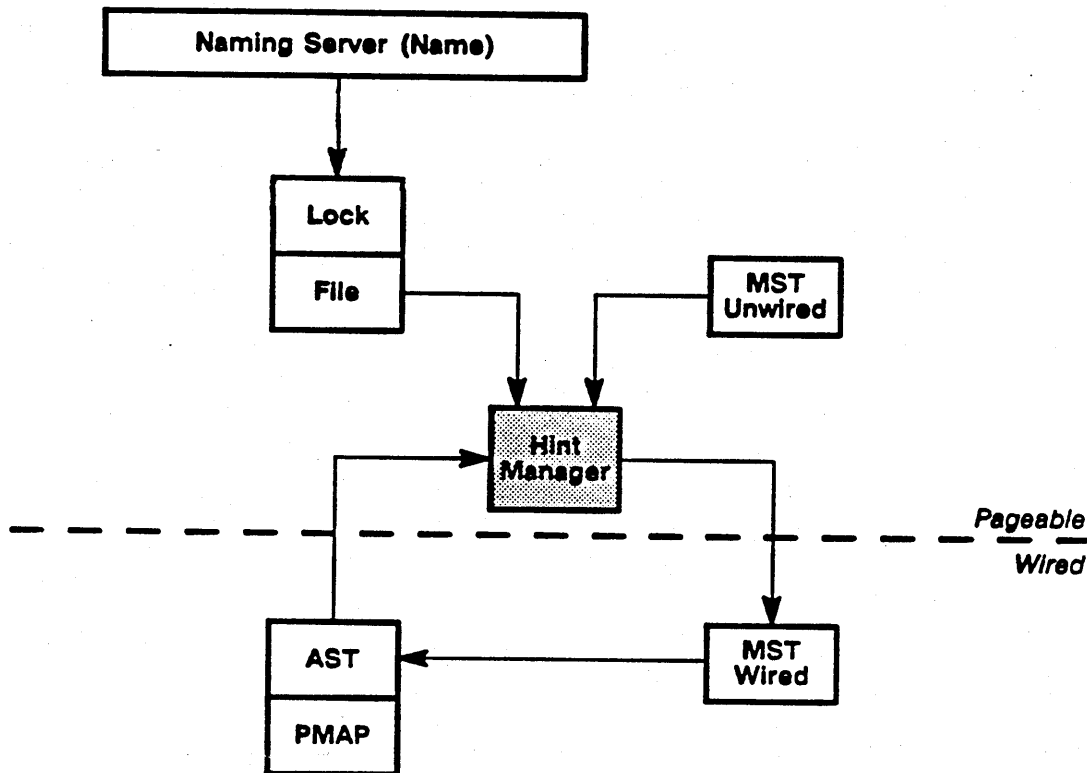 Naming Server (Name)
Lock
File
MST
Unwired
Hint
Manager
Pageable
Wired
AST
MST
Wired
PMAP